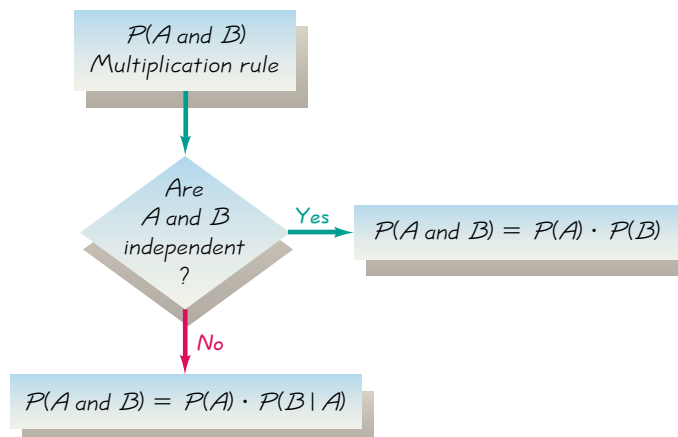 P(A and B)
Multiplication rule
Are
A and B
independent
?
Yes
P(A and B) = P(A) · P(B)
No
P(A and B) = P(A) · P(B | A)